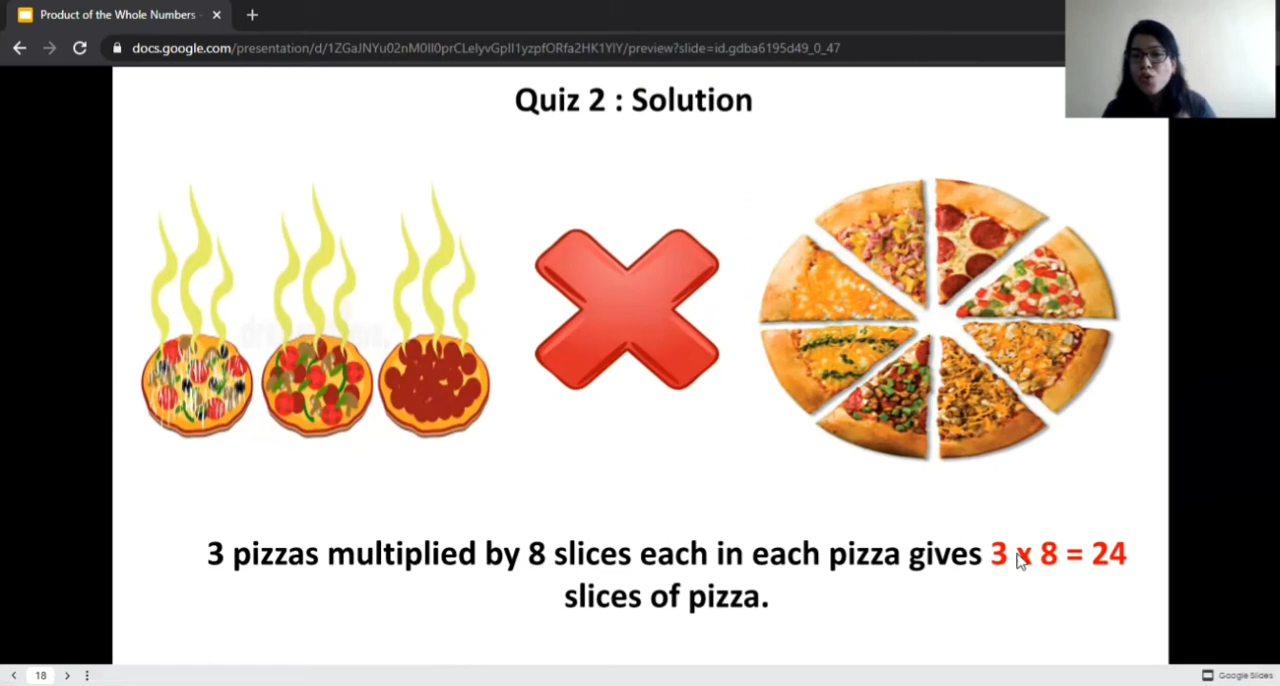 Product of the Whole Numbers -
docs.google.com/presentation/d/1ZGaJNYu02nM0Il0prCLeIyvGpIl1yzpfORfa2HK1YlY/preview?slide=id.gdba6195d49_0_47
Quiz 2 : Solution
3 pizzas multiplied by 8 slices each in each pizza gives 3 x 8 = 24
slices of pizza.
18
Google Slides